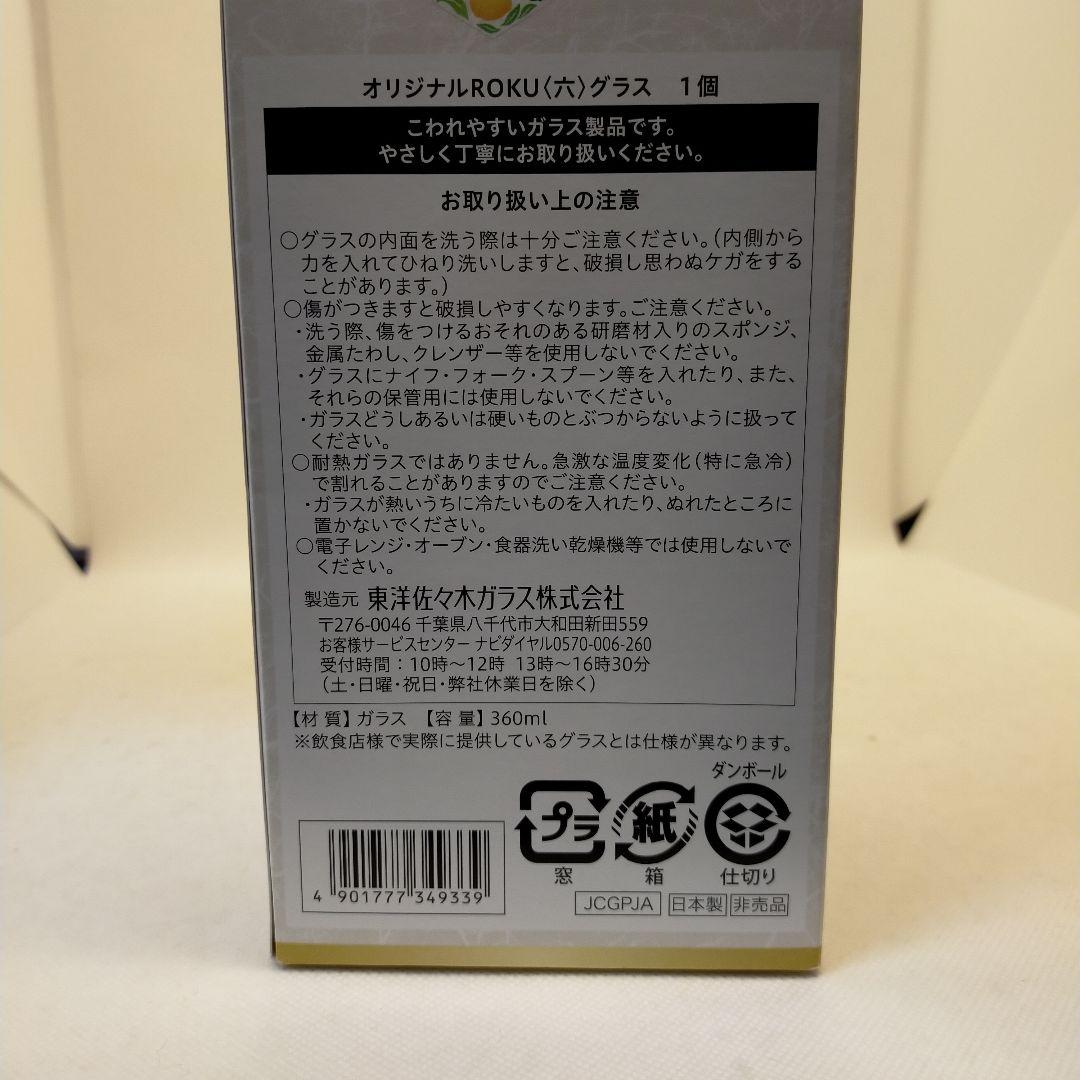 オリジナルROKU〈六〉グラス　1個
こわれやすいガラス製品です。
やさしく丁寧にお取り扱いください。
お取り扱い上の注意
○グラスの内面を洗う際は十分ご注意ください。（内側から
力を入れてひねり洗いしますと、破損し思わぬケガをする
ことがあります。）
○傷がつきますと破損しやすくなります。ご注意ください。
・洗う際、傷をつけるおそれのある研磨材入りのスポンジ、
金属たわし、クレンザー等を使用しないでください。
・グラスにナイフ・フォーク・スプーン等を入れたり、また、
それらの保管用には使用しないでください。
・ガラスどうしあるいは硬いものとぶつからないように扱って
ください。
○耐熱ガラスではありません。急激な温度変化（特に急冷）
で割れることがありますのでご注意ください。
・ガラスが熱いうちに冷たいものを入れたり、ぬれたところに
置かないでください。
○電子レンジ・オーブン・食器洗い乾燥機等では使用しないで
ください。
製造元 東洋佐々木ガラス株式会社
〒276-0046 千葉県八千代市大和田新田559
お客様サービスセンター ナビダイヤル0570-006-260
受付時間：10時～12時 13時～16時30分
（土・日曜・祝日・弊社休業日を除く）
【材 質】ガラス 【容 量】360ml
※飲食店様で実際に提供しているグラスとは仕様が異なります。
ダンボール
プラ 紙
窓 箱 仕切り
4 901777 349339
JCGPJA 日本製 非売品